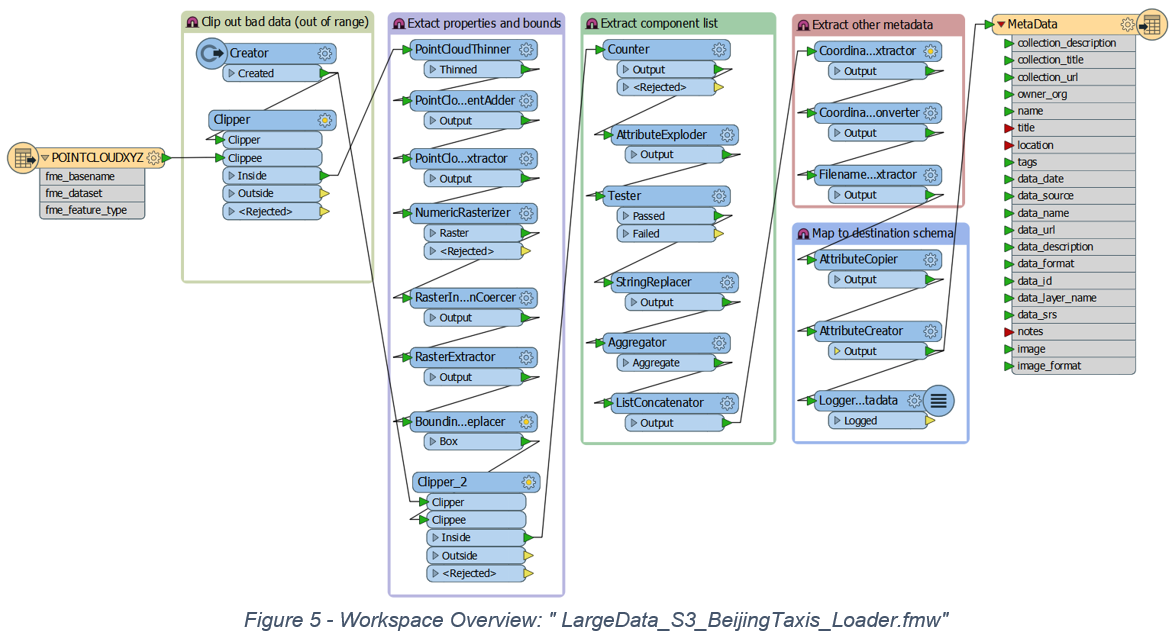 Clip out bad data (out of range)
Creator
Created
Clipper
Clipper
Clippee
Inside
Outside
<Rejected>
POINTCLOUDXYZ
fme_basename
fme_dataset
fme_feature_type
Extact properties and bounds
PointCloudThinner
Thinned
PointClo...entAdder
Output
PointClo...xtractor
Output
NumericRasterizer
Raster
<Rejected>
RasterIn...nCoercer
Output
RasterExtractor
Output
Boundin...eplacer
Box
Clipper_2
Clipper
Clippee
Inside
Outside
<Rejected>
Extract component list
Counter
Output
<Rejected>
AttributeExploder
Output
Tester
Passed
Failed
StringReplacer
Output
Aggregator
Aggregate
ListConcatenator
Output
Extract other metadata
Coordina...xtractor
Output
Coordina...onverter
Output
Filename...xtractor
Output
Map to destination schema
AttributeCopier
Output
AttributeCreator
Output
Logger...tadata
Logged
MetaData
collection_description
collection_title
collection_url
owner_org
name
title
location
tags
data_date
data_source
data_name
data_url
data_description
data_format
data_id
data_layer_name
data_srs
notes
image
image_format
Figure 5 - Workspace Overview: " LargeData_S3_BeijingTaxis_Loader.fmw"